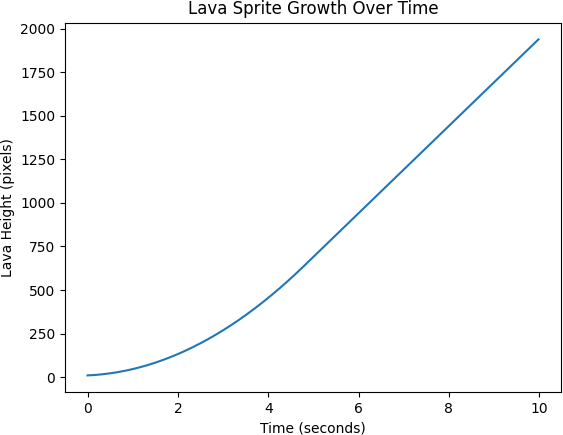 Lava Sprite Growth Over Time
2000
1750
1500
1250
1000
750
500
250
0
Lava Height (pixels)
0 2 4 6 8 10
Time (seconds)